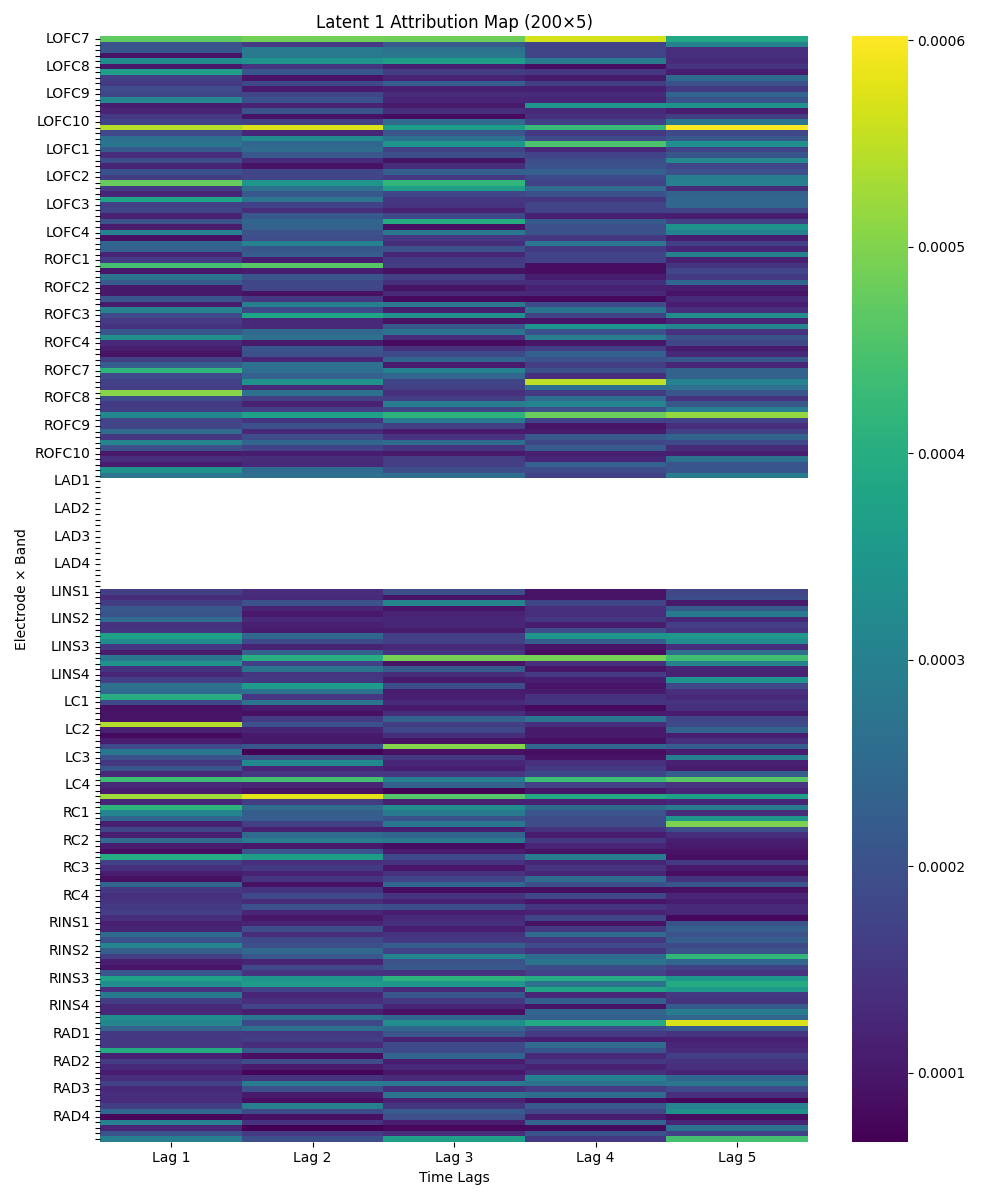 Latent 1 Attribution Map (200×5)
LOFC7
LOFC8
LOFC9
LOFC10
LOFC1
LOFC2
LOFC3
LOFC4
ROFC1
ROFC2
ROFC3
ROFC4
ROFC7
ROFC8
ROFC9
ROFC10
LAD1
LAD2
LAD3
LAD4
LINS1
LINS2
LINS3
LINS4
LC1
LC2
LC3
LC4
RC1
RC2
RC3
RC4
RINS1
RINS2
RINS3
RINS4
RAD1
RAD2
RAD3
RAD4
Electrode × Band
Lag 1 Lag 2 Lag 3 Lag 4 Lag 5
Time Lags
0.0006
0.0005
0.0004
0.0003
0.0002
0.0001